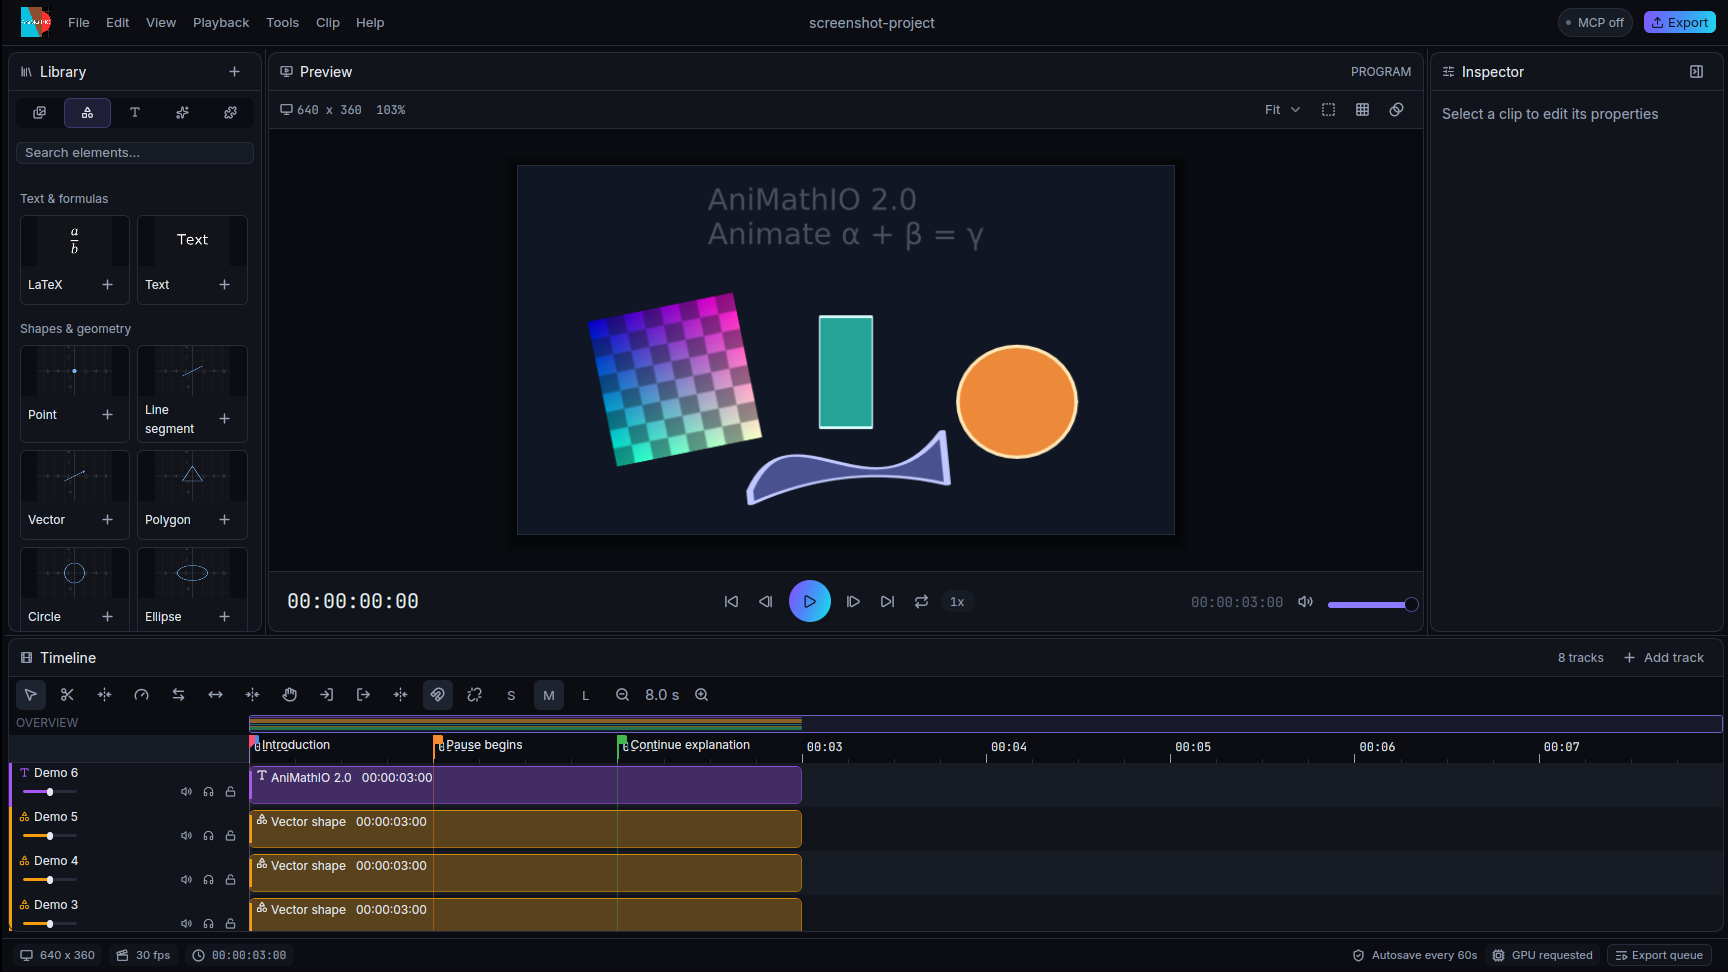 File Edit View Playback Tools Clip Help
screenshot-project
MCP off
Export
Library
Search elements...
Text & formulas
a
b
LaTeX
Text
Text
Shapes & geometry
Point
Line
segment
Vector
Polygon
Circle
Ellipse
Preview
PROGRAM
640 x 360 103%
Fit
AniMathIO 2.0
Animate α + β = γ
00:00:00:00
1x
00:00:03:00
Inspector
Select a clip to edit its properties
Timeline
8 tracks
Add track
S M L
8.0 s
OVERVIEW
Introduction
Pause begins
Continue explanation
00:03 00:04 00:05 00:06 00:07
Demo 6
AniMathIO 2.0 00:00:03:00
Demo 5
Vector shape 00:00:03:00
Demo 4
Vector shape 00:00:03:00
Demo 3
Vector shape 00:00:03:00
640 x 360
30 fps
00:00:03:00
Autosave every 60s
GPU requested
Export queue